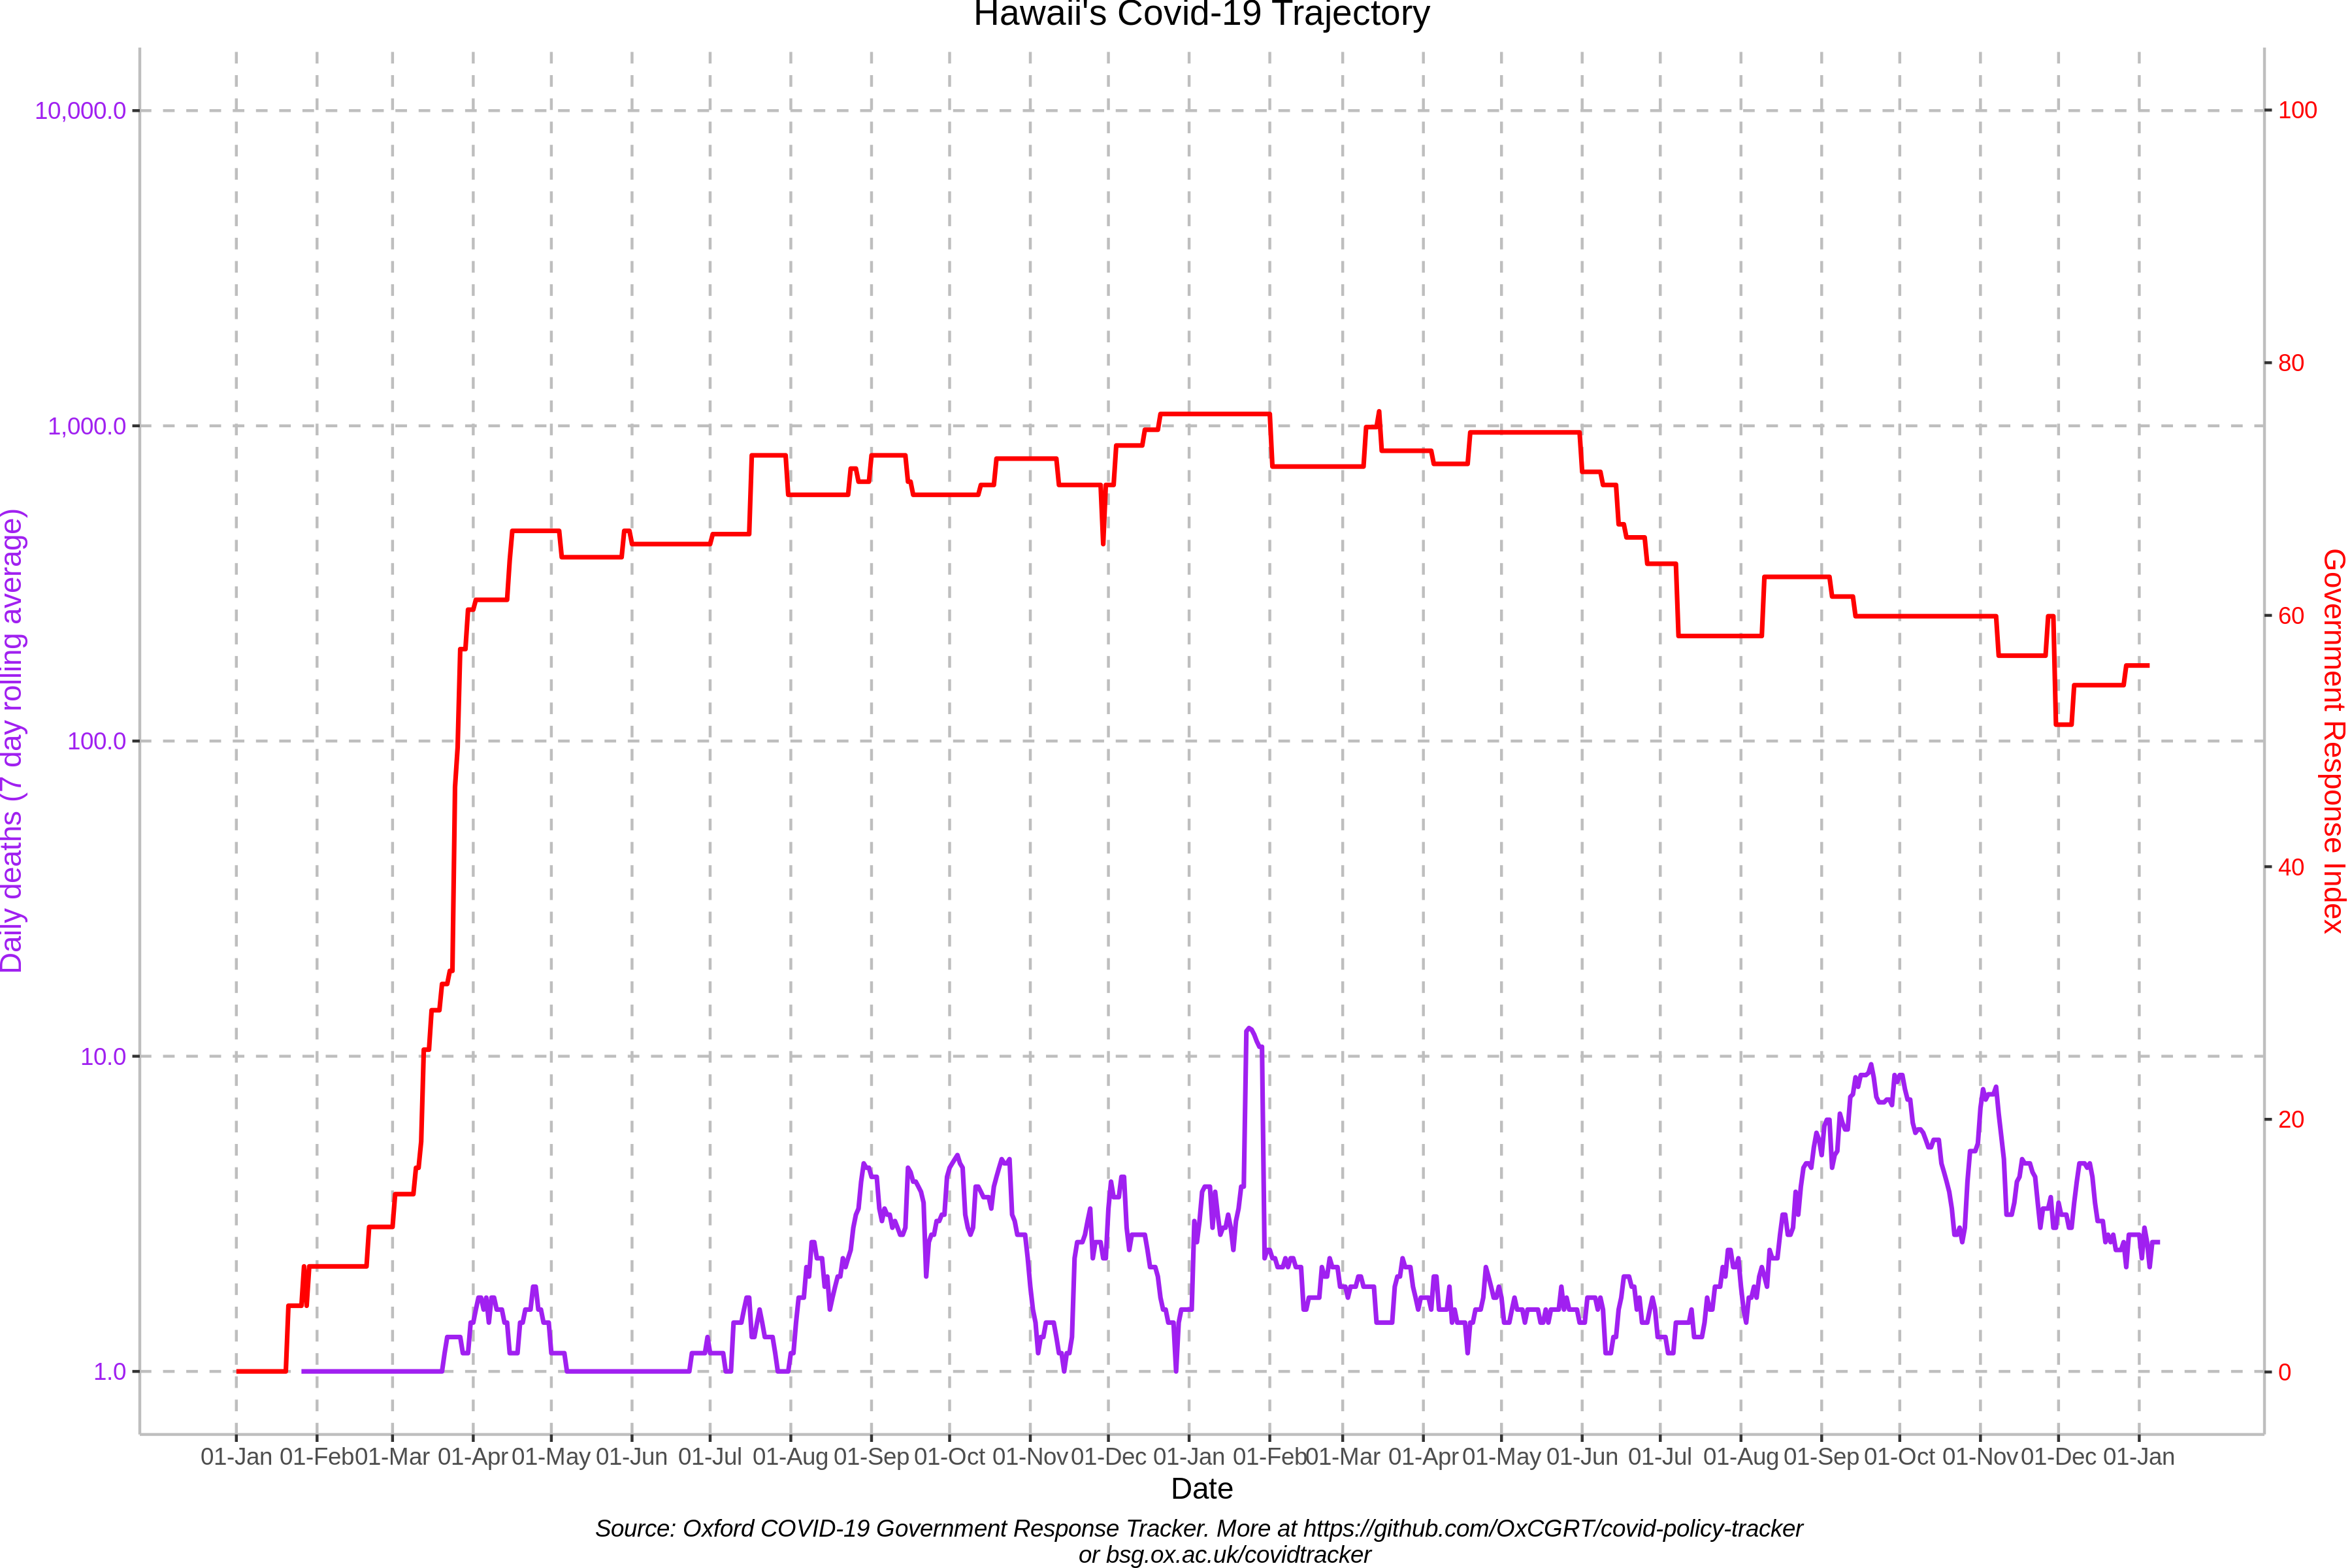 Hawaii's Covid-19 Trajectory
10,000.0
1,000.0
100.0
10.0
1.0
Daily deaths (7 day rolling average)
100
80
60
40
20
0
Government Response Index
01-Jan 01-Feb 01-Mar 01-Apr 01-May 01-Jun 01-Jul 01-Aug 01-Sep 01-Oct 01-Nov 01-Dec 01-Jan 01-Feb 01-Mar 01-Apr 01-May 01-Jun 01-Jul 01-Aug 01-Sep 01-Oct 01-Nov 01-Dec 01-Jan
Date
Source: Oxford COVID-19 Government Response Tracker. More at https://github.com/OxCGRT/covid-policy-tracker
or bsg.ox.ac.uk/covidtracker